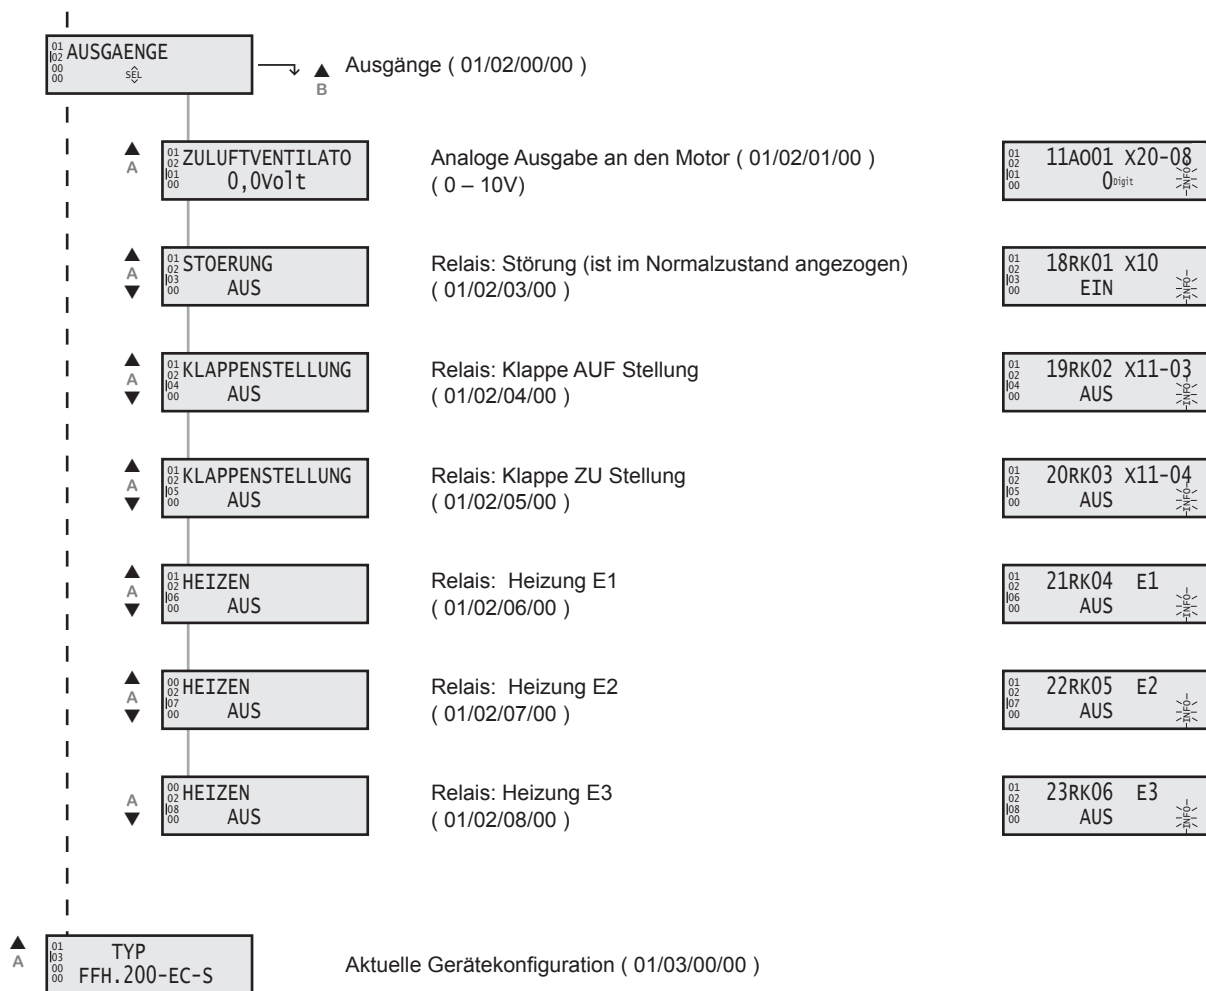 01 02 00 00 AUSGAENGE
SEL
Ausgänge ( 01/02/00/00 )
B
A
01 02 01 00 ZULUFTVENTILATO
0,0Volt
Analoge Ausgabe an den Motor ( 01/02/01/00 )
( 0 – 10V)
01 02 01 00 11AO01 X20-08
0Digit -INFO-
A
01 02 03 00 STOERUNG
AUS
Relais: Störung (ist im Normalzustand angezogen)
( 01/02/03/00 )
01 02 03 00 18RK01 X10
EIN -INFO-
A
01 02 04 00 KLAPPENSTELLUNG
AUS
Relais: Klappe AUF Stellung
( 01/02/04/00 )
01 02 04 00 19RK02 X11-03
AUS -INFO-
A
01 02 05 00 KLAPPENSTELLUNG
AUS
Relais: Klappe ZU Stellung
( 01/02/05/00 )
01 02 05 00 20RK03 X11-04
AUS -INFO-
A
01 02 06 00 HEIZEN
AUS
Relais: Heizung E1
( 01/02/06/00 )
01 02 06 00 21RK04 E1
AUS -INFO-
A
00 02 07 00 HEIZEN
AUS
Relais: Heizung E2
( 01/02/07/00 )
01 02 07 00 22RK05 E2
AUS -INFO-
A
00 02 08 00 HEIZEN
AUS
Relais: Heizung E3
( 01/02/08/00 )
01 02 08 00 23RK06 E3
AUS -INFO-
A
01 03 00 00 TYP
FFH.200-EC-S
Aktuelle Gerätekonfiguration ( 01/03/00/00 )